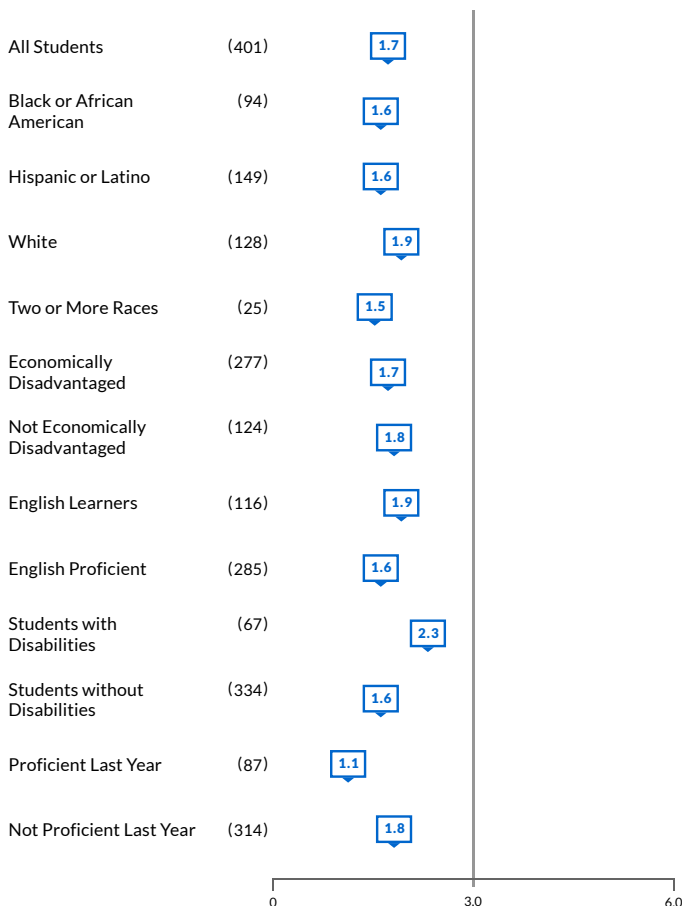 All Students (401) 1.7
Black or African (94)
American
1.6
Hispanic or Latino (149) 1.6
White (128) 1.9
Two or More Races (25) 1.5
Economically (277)
Disadvantaged
1.7
Not Economically (124)
Disadvantaged
1.8
English Learners (116) 1.9
English Proficient (285) 1.6
Students with (67)
Disabilities
2.3
Students without (334)
Disabilities
1.6
Proficient Last Year (87) 1.1
Not Proficient Last Year (314) 1.8
0 3.0 6.0